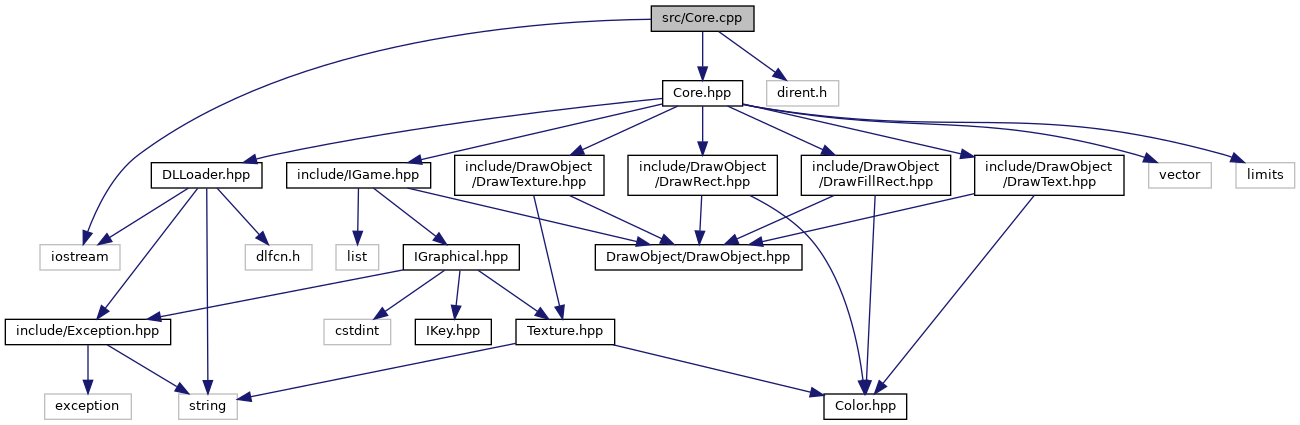 src/Core.cpp
Core.hpp
dirent.h
DLLoader.hpp
include/IGame.hpp
include/DrawObject
/DrawTexture.hpp
include/DrawObject
/DrawRect.hpp
include/DrawObject
/DrawFillRect.hpp
include/DrawObject
/DrawText.hpp
vector
limits
iostream
dlfcn.h
list
IGraphical.hpp
DrawObject/DrawObject.hpp
include/Exception.hpp
cstdint
IKey.hpp
Texture.hpp
exception
string
Color.hpp